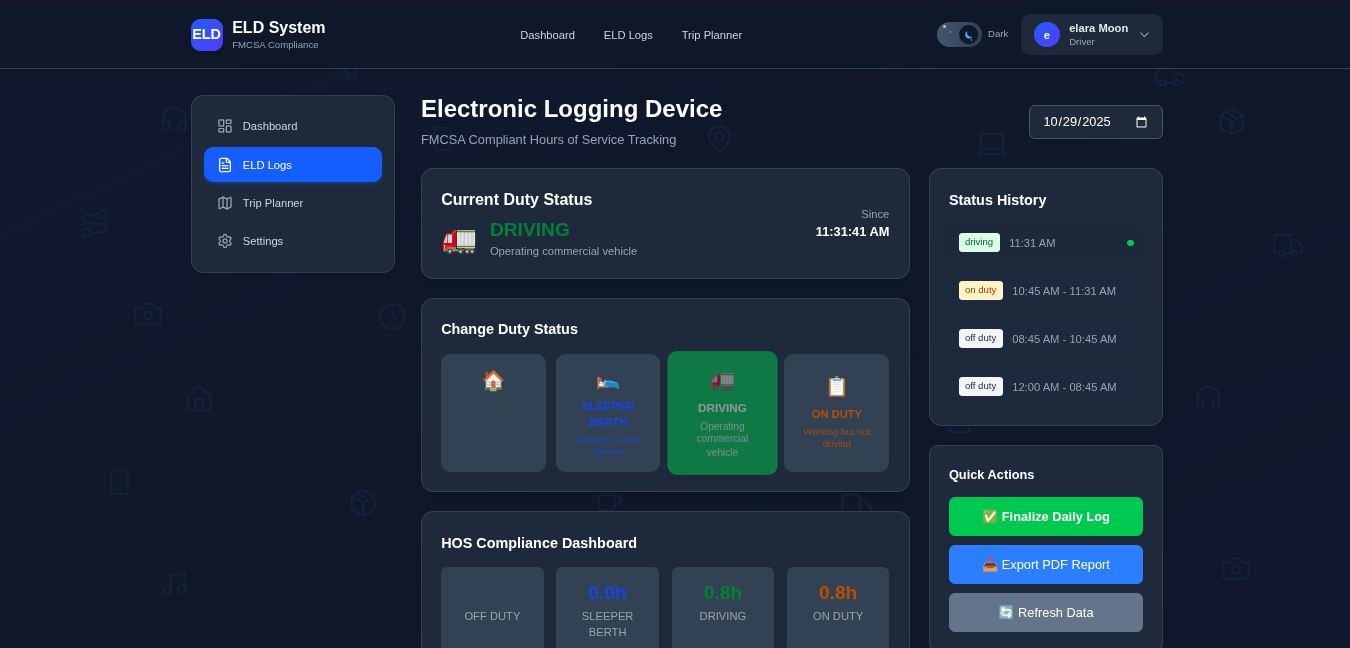 ELD
ELD System
FMCSA Compliance
Dashboard
ELD Logs
Trip Planner
Dark
e
elara Moon
Driver
Dashboard
ELD Logs
Trip Planner
Settings
Electronic Logging Device
FMCSA Compliant Hours of Service Tracking
10/29/2025
Current Duty Status
DRIVING
Operating commercial vehicle
Since
11:31:41 AM
Change Duty Status
SLEEPER
BERTH
DRIVING
Operating
commercial
vehicle
ON DUTY
Working but not
driving
HOS Compliance Dashboard
OFF DUTY
0.0h
SLEEPER
BERTH
0.8h
DRIVING
0.8h
ON DUTY
Status History
driving
11:31 AM
on duty
10:45 AM - 11:31 AM
off duty
08:45 AM - 10:45 AM
off duty
12:00 AM - 08:45 AM
Quick Actions
✅ Finalize Daily Log
📥 Export PDF Report
🔄 Refresh Data